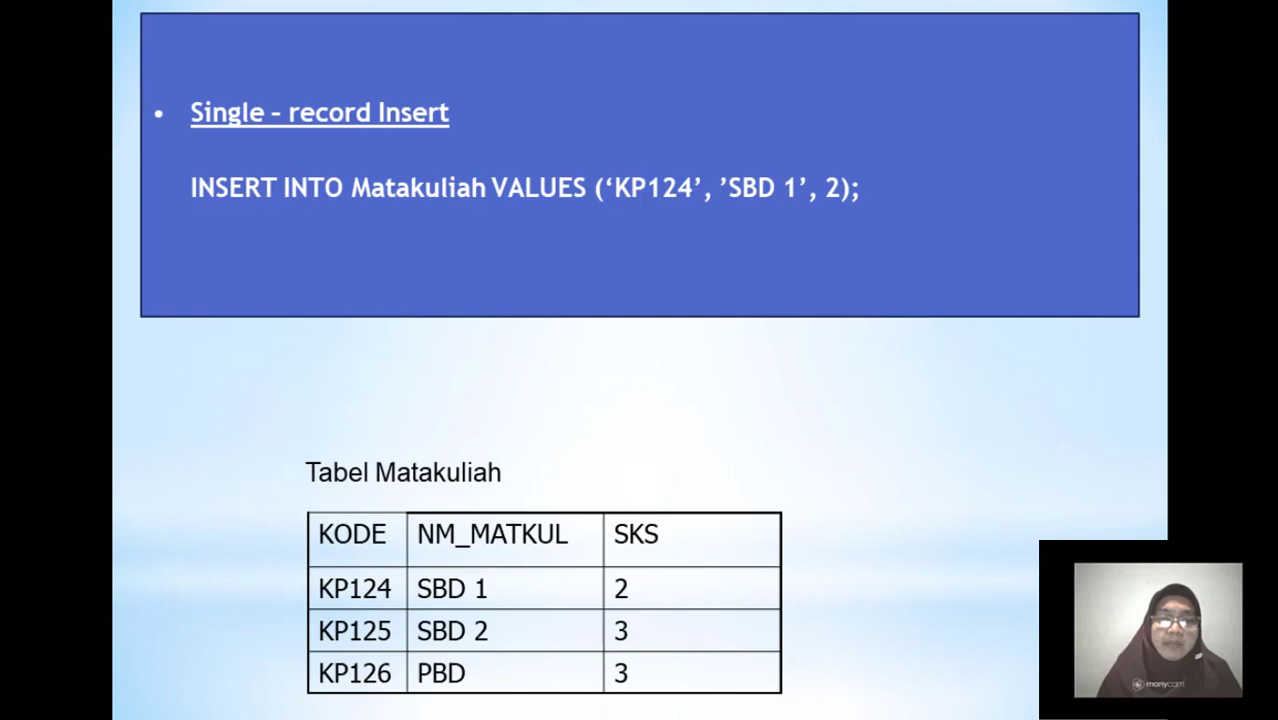 • Single – record Insert
INSERT INTO Matakuliah VALUES (‘KP124’, ’SBD 1’, 2);
Tabel Matakuliah
KODE NM_MATKUL SKS
KP124 SBD 1 2
KP125 SBD 2 3
KP126 PBD 3
manycam